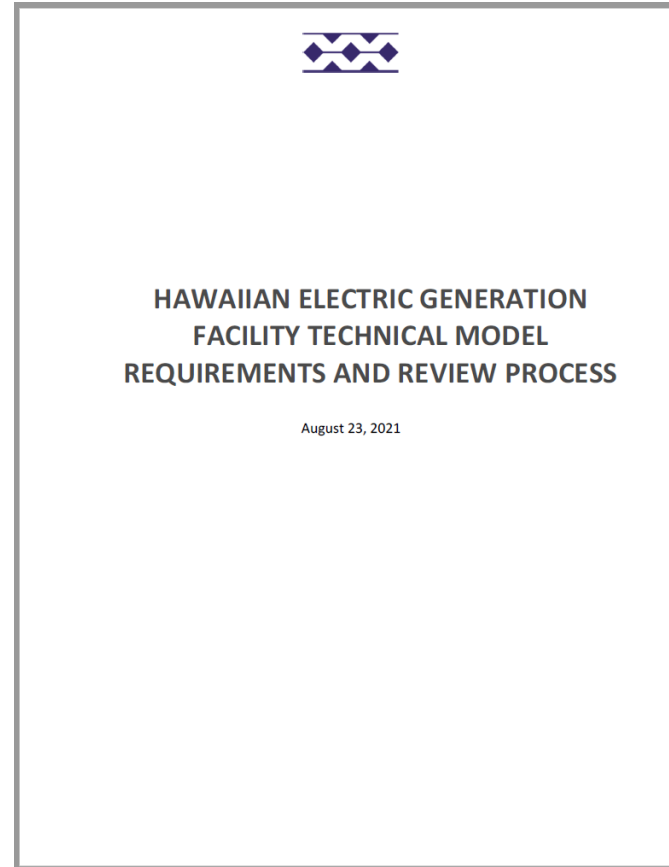 HAWAIIAN ELECTRIC GENERATION
FACILITY TECHNICAL MODEL
REQUIREMENTS AND REVIEW PROCESS
August 23, 2021